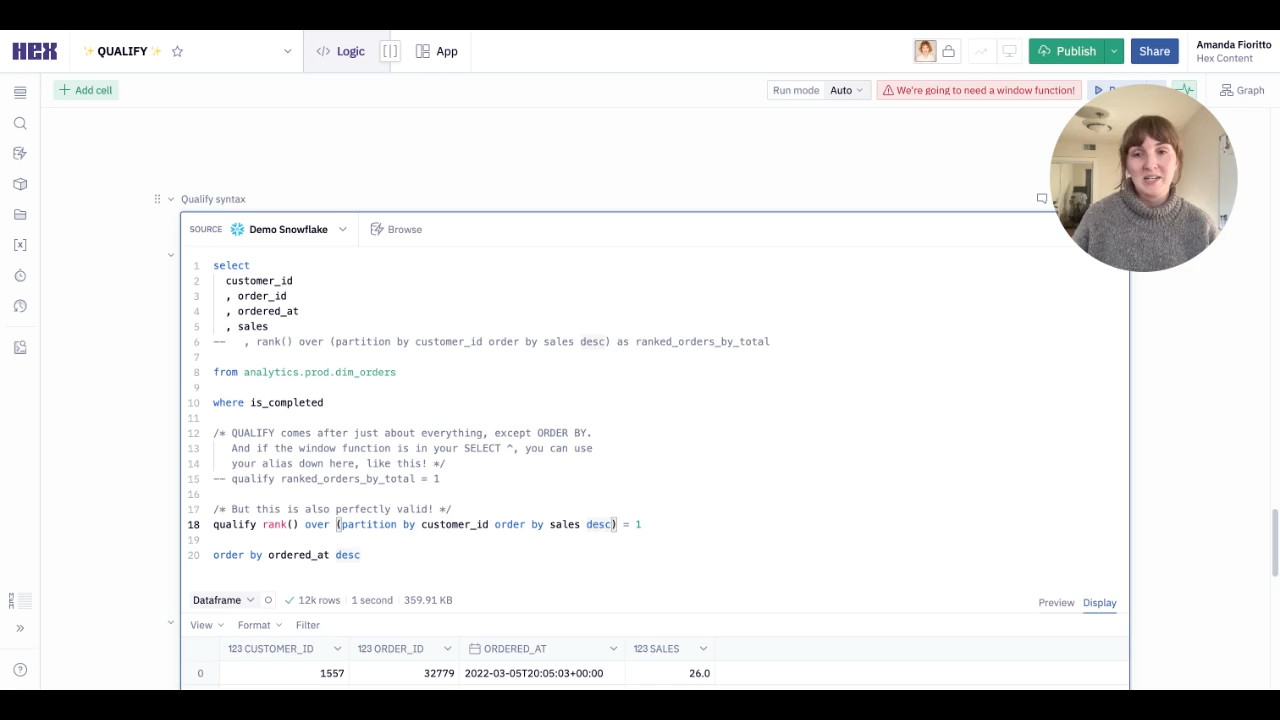 HEX
✨ QUALIFY ✨
</> Logic
App
Publish
Share
Amanda Fioritto
Hex Content
+ Add cell
Run mode Auto
We're going to need a window function!
Graph
Qualify syntax
SOURCE Demo Snowflake
Browse
1 select
2 customer_id
3 , order_id
4 , ordered_at
5 , sales
6 -- , rank() over (partition by customer_id order by sales desc) as ranked_orders_by_total
7
8 from analytics.prod.dim_orders
9
10 where is_completed
11
12 /* QUALIFY comes after just about everything, except ORDER BY.
13 And if the window function is in your SELECT ^, you can use
14 your alias down here, like this! */
15 -- qualify ranked_orders_by_total = 1
16
17 /* But this is also perfectly valid! */
18 qualify rank() over (partition by customer_id order by sales desc) = 1
19
20 order by ordered_at desc
Dataframe
12k rows
1 second
359.91 KB
Preview Display
View Format Filter
123 CUSTOMER_ID 123 ORDER_ID ORDERED_AT 123 SALES
0 1557 32779 2022-03-05T20:05:03+00:00 26.0